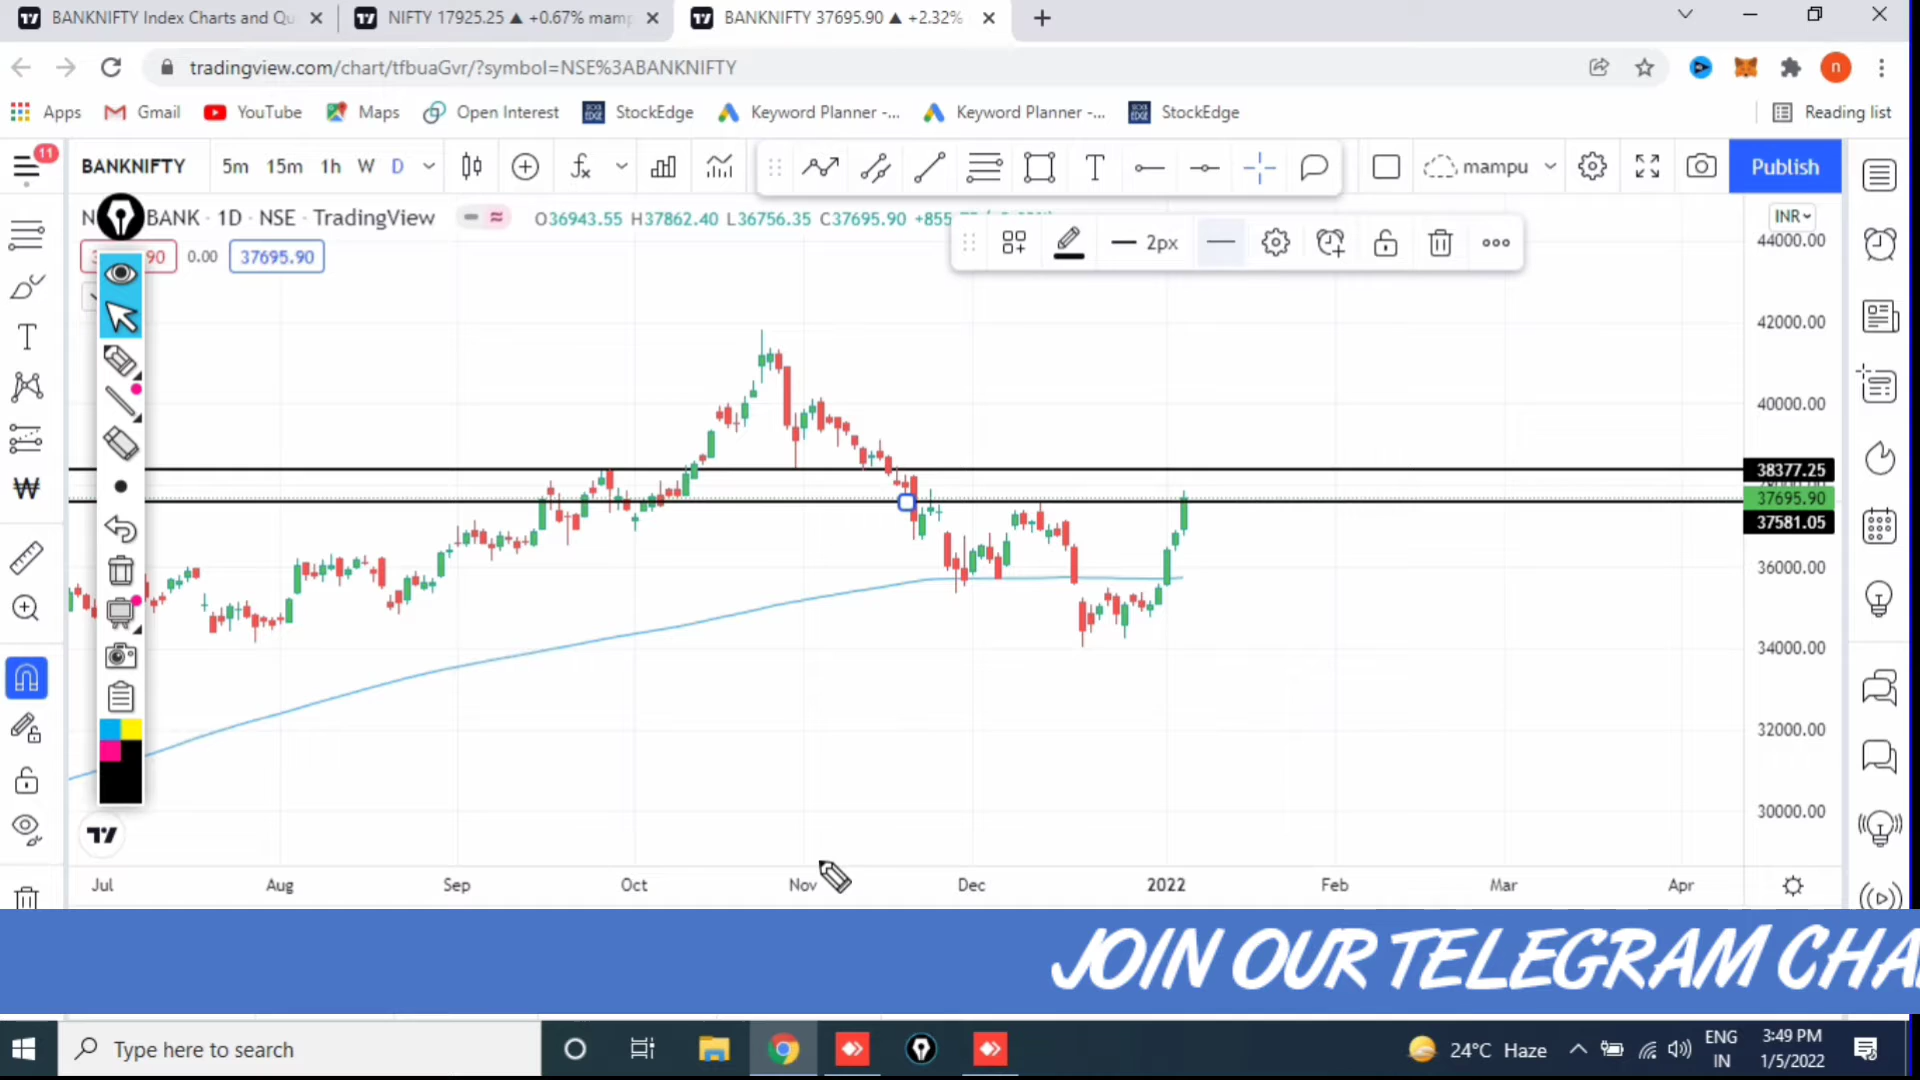 BANKNIFTY Index Charts and Qu
NIFTY 17925.25 ▲ +0.67% mamp
BANKNIFTY 37695.90 ▲ +2.32%
tradingview.com/chart/tfbuaGvr/?symbol=NSE%3ABANKNIFTY
n
Apps
Gmail
YouTube
Maps
Open Interest
StockEdge
Keyword Planner -...
Keyword Planner -...
StockEdge
Reading list
11
BANKNIFTY
5m 15m 1h W D
mampu
Publish
BANK · 1D · NSE · TradingView
O36943.55 H37862.40 L36756.35 C37695.90 +855
INR
90 0.00 37695.90
2px
44000.00
42000.00
40000.00
38377.25
37695.90
37581.05
36000.00
34000.00
32000.00
30000.00
Jul Aug Sep Oct Nov Dec 2022 Feb Mar Apr
JOIN OUR TELEGRAM CHA
Type here to search
24°C Haze
ENG
IN
3:49 PM
1/5/2022